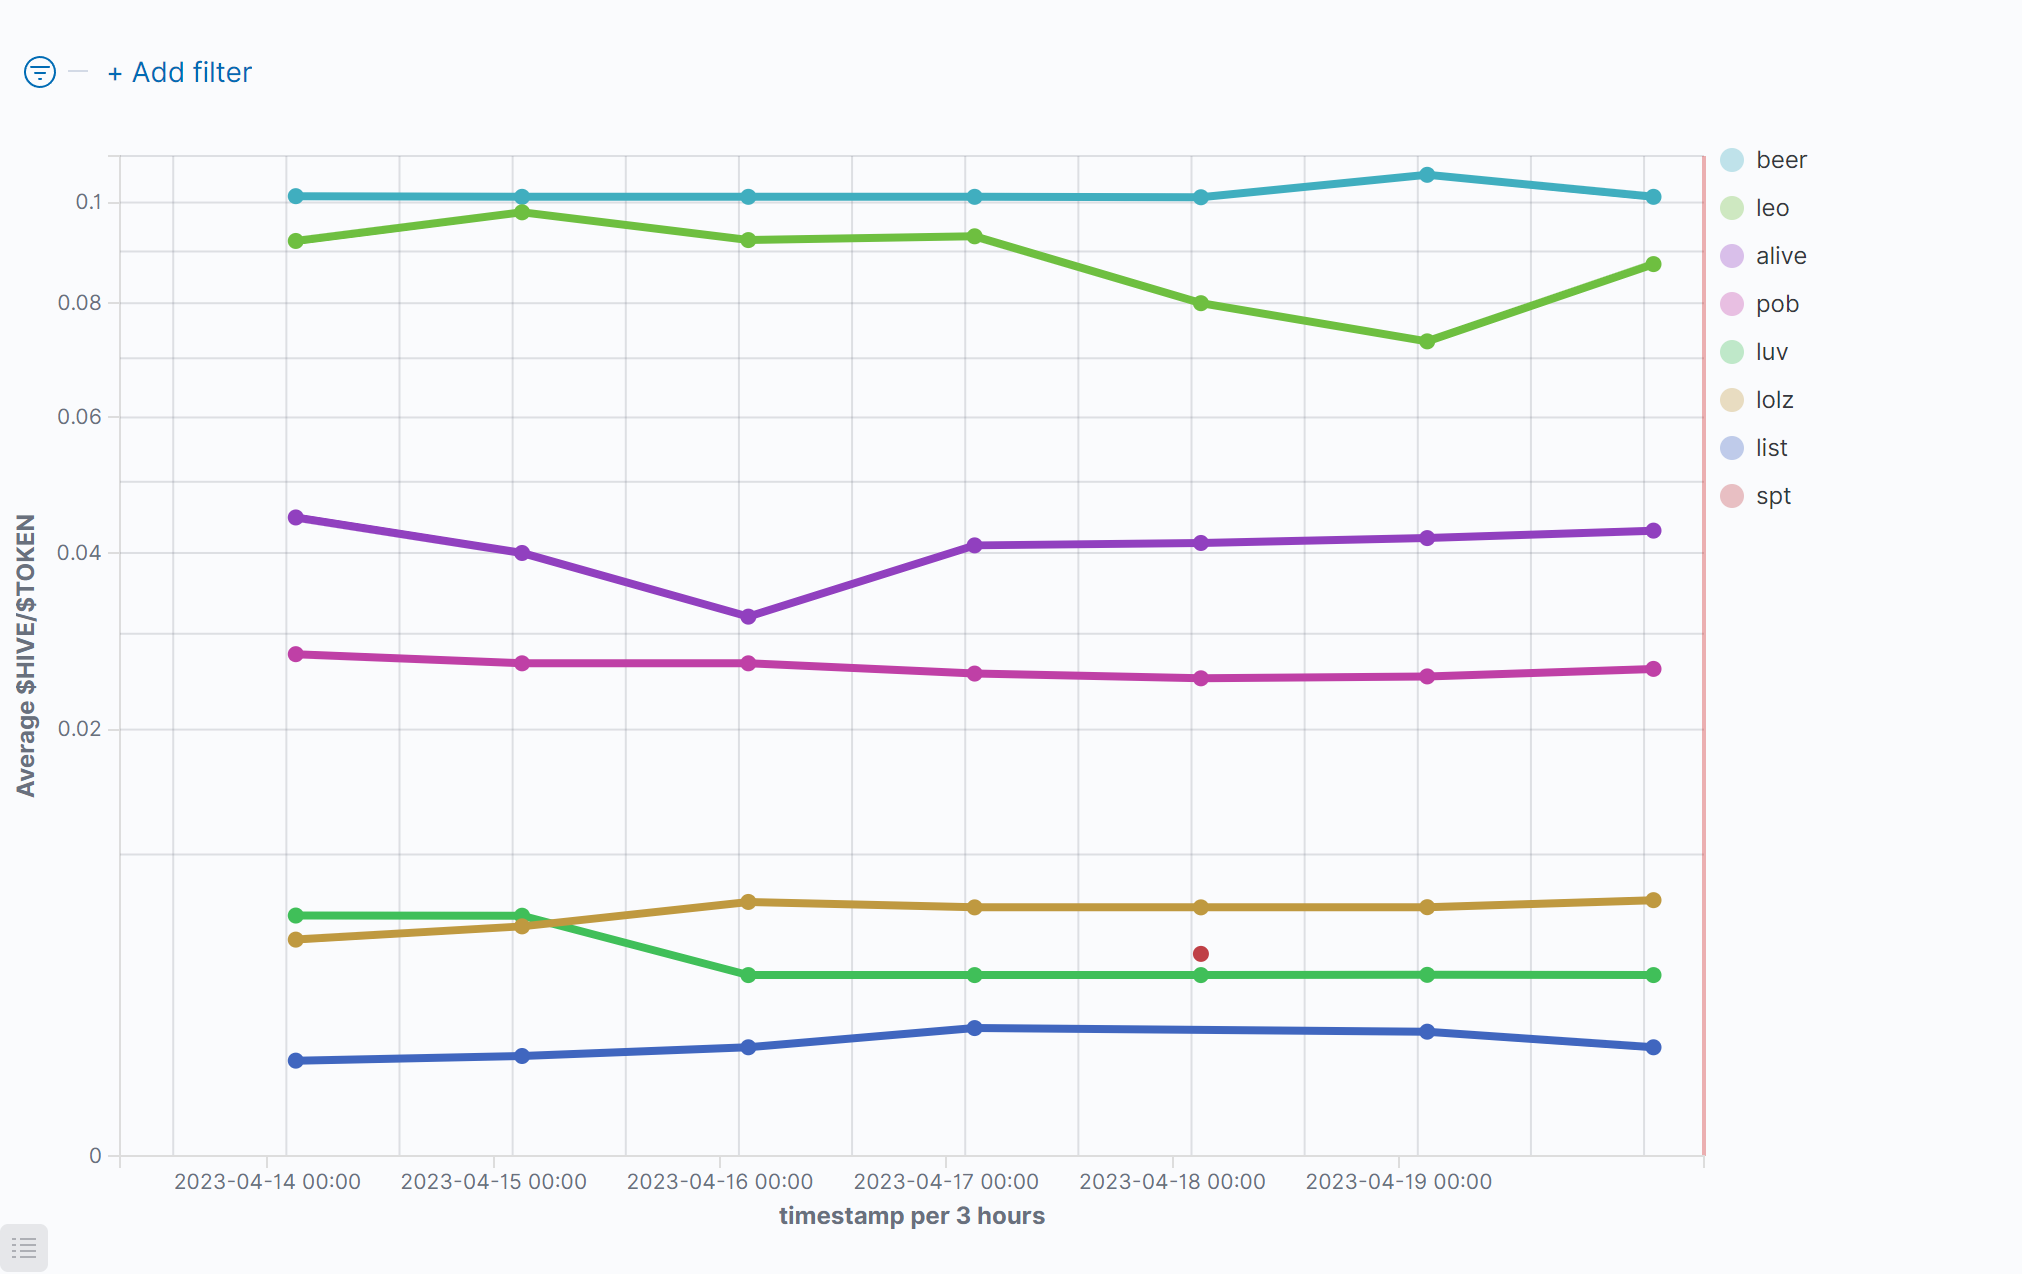 + Add filter
beer
leo
alive
pob
luv
lolz
list
spt
0.1
0.08
0.06
0.04
0.02
0
Average $HIVE/$TOKEN
2023-04-14 00:00 2023-04-15 00:00 2023-04-16 00:00 2023-04-17 00:00 2023-04-18 00:00 2023-04-19 00:00
timestamp per 3 hours